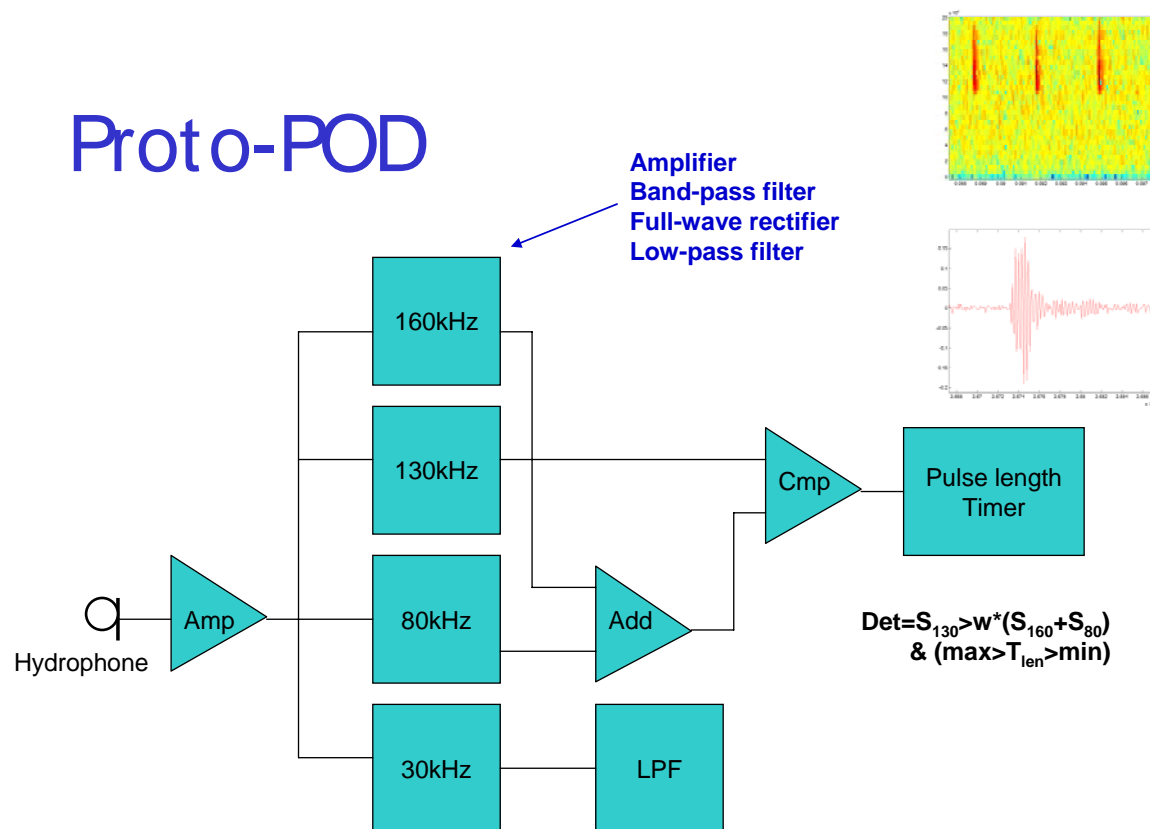 Proto-POD
Amplifier
Band-pass filter
Full-wave rectifier
Low-pass filter
160kHz
130kHz
Cmp
Pulse length
Timer
Amp
80kHz
Add
Hydrophone
Det=S130>w*(S160+S80)
& (max>Tlen>min)
30kHz
LPF